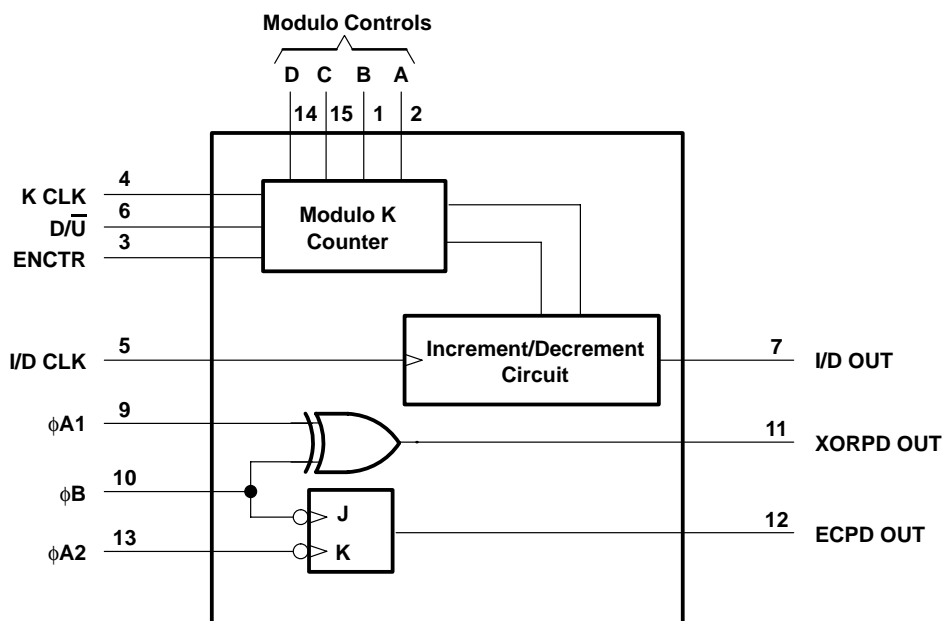 Modulo Controls
D C B A
14 15 1 2
K CLK 4
D/U̅ 6
ENCTR 3
Modulo K
Counter
I/D CLK 5
Increment/Decrement
Circuit
7 I/D OUT
ϕA1 9
11 XORPD OUT
ϕB 10
J
K
12 ECPD OUT
ϕA2 13